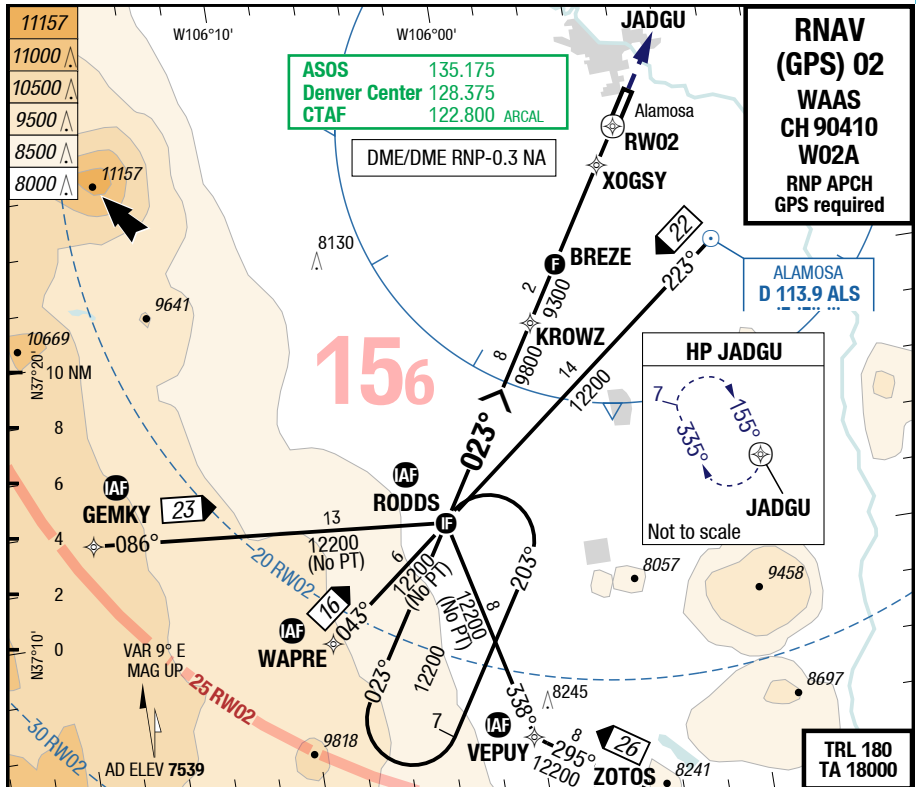 11157
11000
10500
9500
8500
8000
W106°10'
W106°00'
JADGU
RNAV
(GPS) 02
WAAS
CH 90410
W02A
RNP APCH
GPS required
ASOS 135.175
Denver Center 128.375
CTAF 122.800 ARCAL
DME/DME RNP-0.3 NA
Alamosa
RW02
XOGSY
11157
8130
22
223°
F BREZE
ALAMOSA
D 113.9 ALS
9641
2
9300
KROWZ
10669
N37°20'
10 NM
156
8
9800
14
12200
HP JADGU
7
155°
335°
JADGU
Not to scale
023°
8
6
4
2
0
IAF
GEMKY
23
086°
13
12200
(No PT)
IAF
RODDS
IF
20 RW02
6
12200
(No PT)
8
12200
(No PT)
203°
8057
9458
16
043°
IAF
WAPRE
N37°10'
VAR 9° E
MAG UP
023°
12200
7
25 RW02
30 RW02
338°
8245
8697
IAF
VEPUY
8
295°
12200
26
ZOTOS
8241
9818
AD ELEV 7539
TRL 180
TA 18000